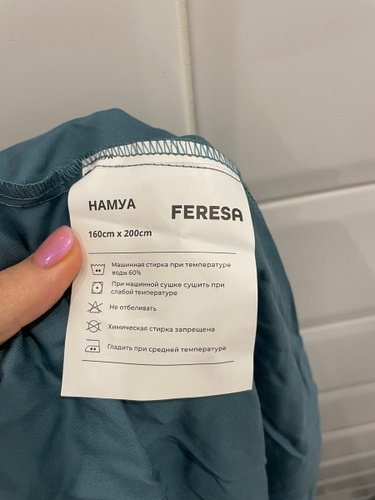 НАМУА
FERESA
160cm x 200cm
Машинная стирка при температуре
воды 60%
При машинной сушке сушить при
слабой температуре
Не отбеливать
Химическая стирка запрещена
Гладить при средней температуре